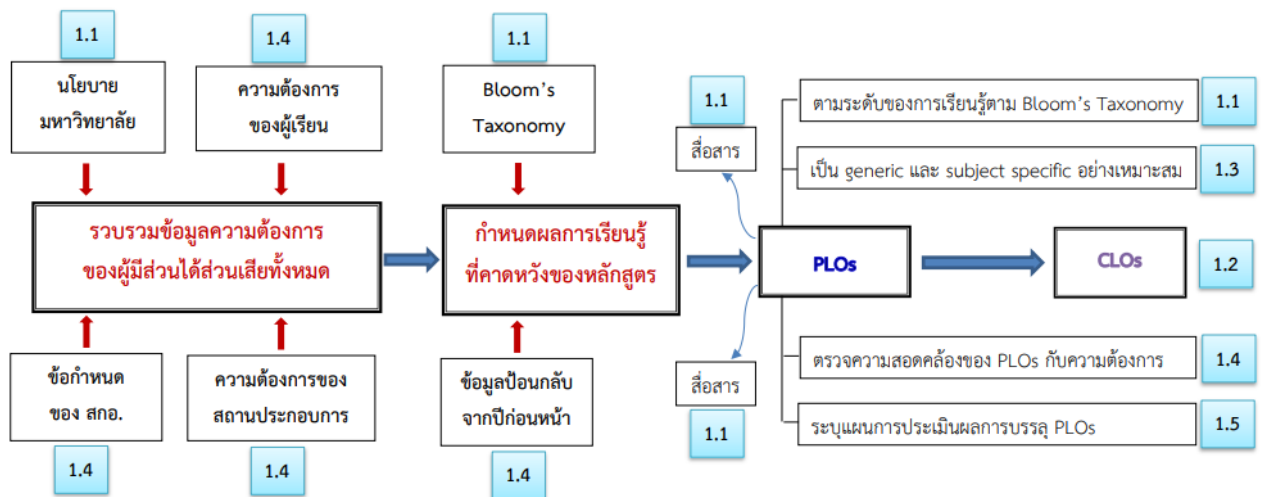 1.1
1.4
1.1
นโยบาย
มหาวิทยาลัย
ความต้องการ
ของผู้เรียน
Bloom's
Taxonomy
1.1
สื่อสาร
ตามระดับของการเรียนรู้ตาม Bloom's Taxonomy
1.1
เป็น generic และ subject specific อย่างเหมาะสม
1.3
รวบรวมข้อมูลความต้องการ
ของผู้มีส่วนได้ส่วนเสียทั้งหมด
กำหนดผลการเรียนรู้
ที่คาดหวังของหลักสูตร
PLOs
CLOs
1.2
ข้อกำหนด
ของ สกอ.
ความต้องการของ
สถานประกอบการ
ข้อมูลป้อนกลับ
จากปีก่อนหน้า
สื่อสาร
1.1
ตรวจความสอดคล้องของ PLOs กับความต้องการ
1.4
ระบุแผนการประเมินผลการบรรลุ PLOs
1.5
1.4
1.4
1.4